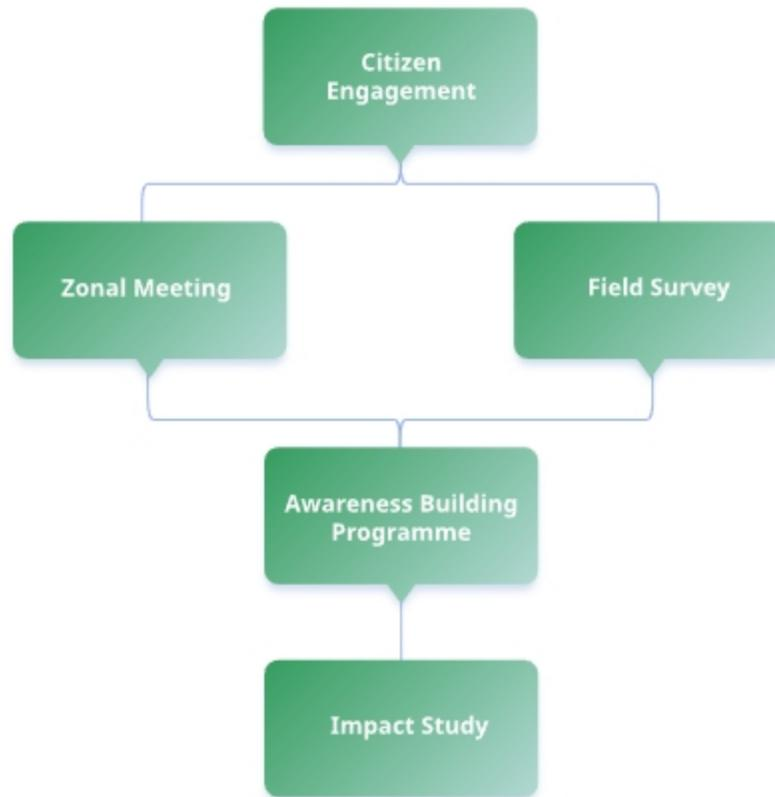 Citizen
Engagement
Zonal Meeting
Field Survey
Awareness Building
Programme
Impact Study